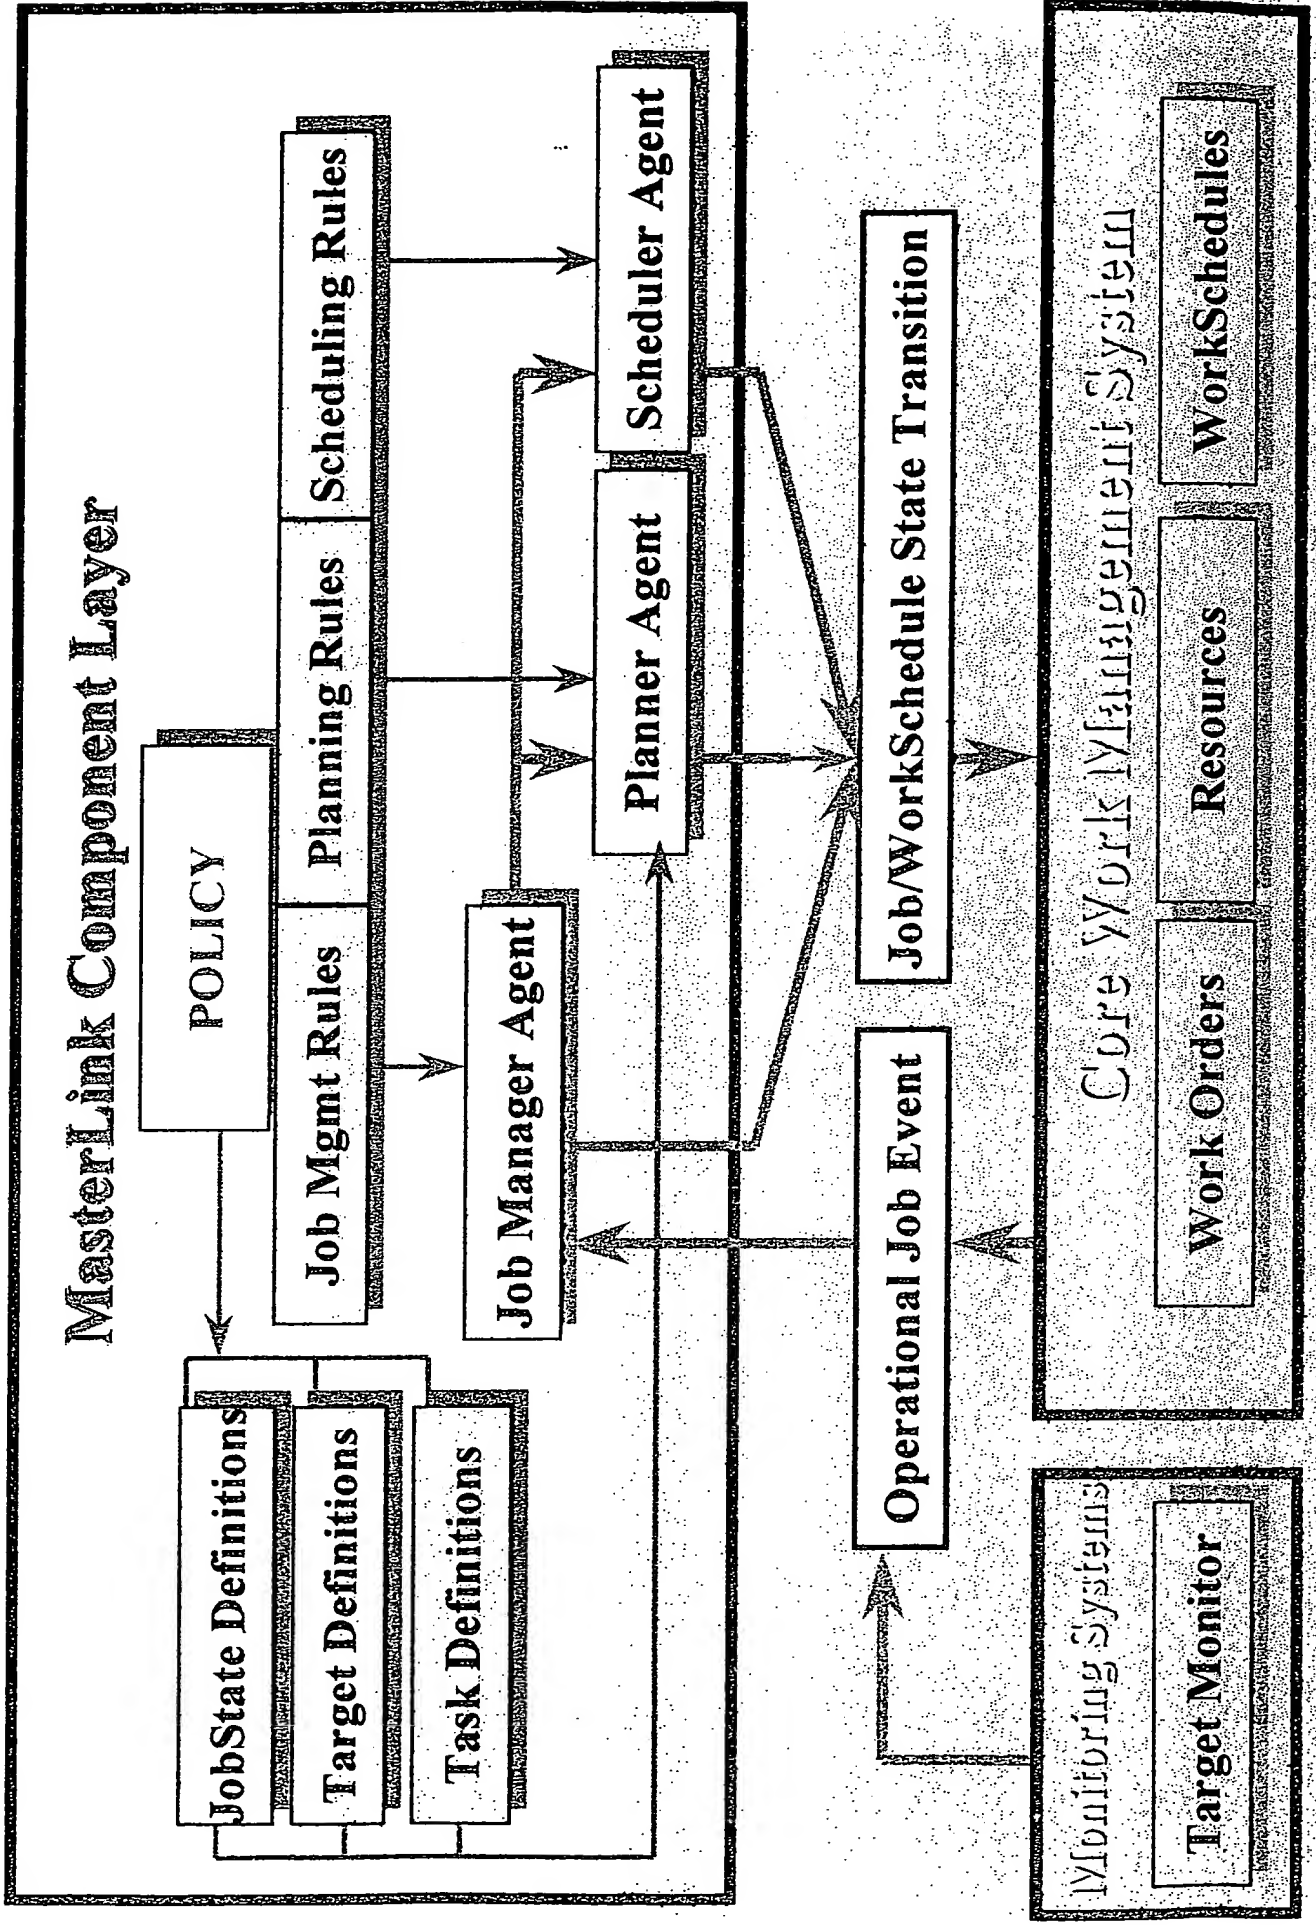 MasterLink Component Layer
POLICY
JobState Definitions
Target Definitions
Task Definitions
Job Mgmt Rules
Planning Rules
Scheduling Rules
Job Manager Agent
Planner Agent
Scheduler Agent
Operational Job Event
Job/WorkSchedule State Transition
Monitoring Systems
Target Monitor
Core Work Management System
Work Orders
Resources
WorkSchedules